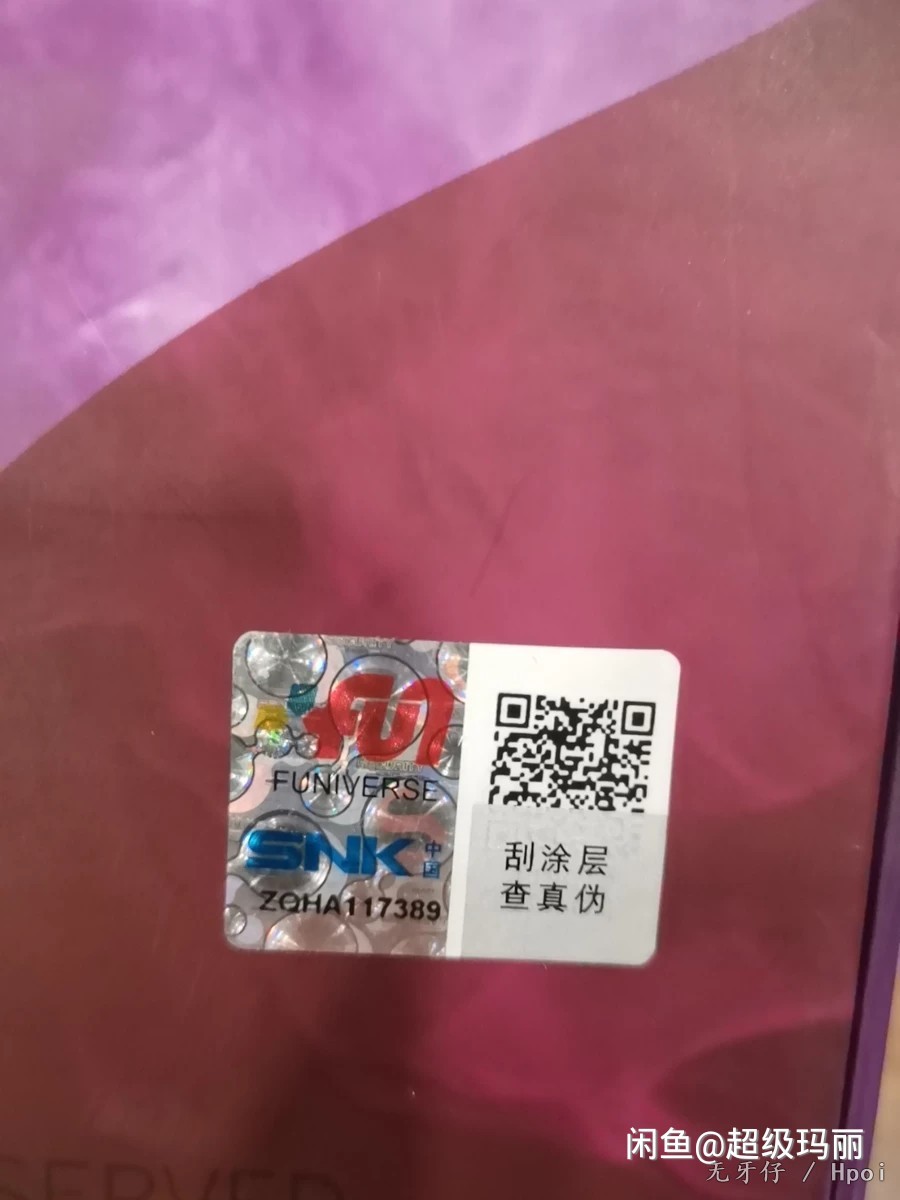 FU
FUNIVERSE
SNK 中国
ZQHA117389
刮涂层
查真伪
闲鱼@超级玛丽
无牙仔 / Hpoi